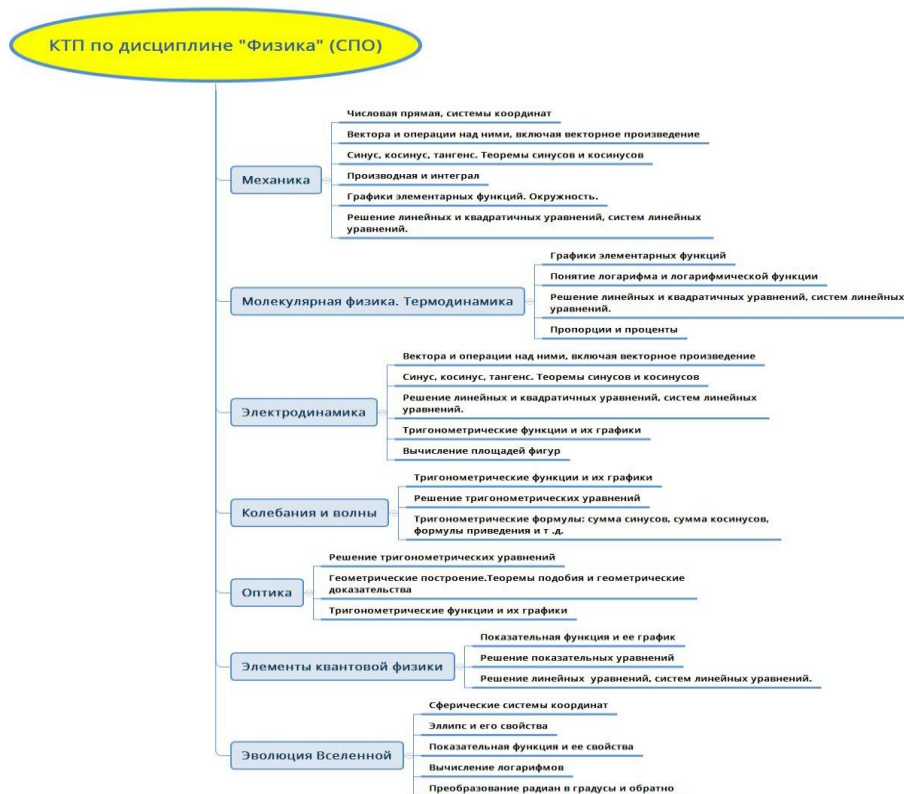 КТП по дисциплине "Физика" (СПО)
Механика
Числовая прямая, системы координат
Вектора и операции над ними, включая векторное произведение
Синус, косинус, тангенс. Теоремы синусов и косинусов
Производная и интеграл
Графики элементарных функций. Окружность.
Решение линейных и квадратичных уравнений, систем линейных
уравнений.
Молекулярная физика. Термодинамика
Графики элементарных функций
Понятие логарифма и логарифмической функции
Решение линейных и квадратичных уравнений, систем линейных
уравнений.
Пропорции и проценты
Электродинамика
Вектора и операции над ними, включая векторное произведение
Синус, косинус, тангенс. Теоремы синусов и косинусов
Решение линейных и квадратичных уравнений, систем линейных
уравнений.
Тригонометрические функции и их графики
Вычисление площадей фигур
Колебания и волны
Тригонометрические функции и их графики
Решение тригонометрических уравнений
Тригонометрические формулы: сумма синусов, сумма косинусов,
формулы приведения и т .д.
Оптика
Решение тригонометрических уравнений
Геометрические построение.Теоремы подобия и геометрические
доказательства
Тригонометрические функции и их графики
Элементы квантовой физики
Показательная функция и ее график
Решение показательных уравнений
Решение линейных  уравнений, систем линейных уравнений.
Эволюция Вселенной
Сферические системы координат
Эллипс и его свойства
Показательная функция и ее свойства
Вычисление логарифмов
Преобразование радиан в градусы и обратно